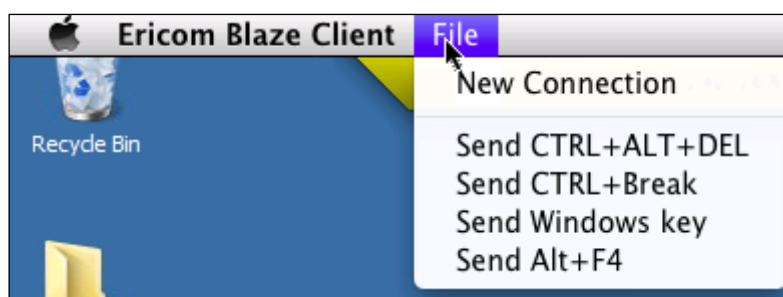 Ericom Blaze Client File
New Connection
Recycle Bin
Send CTRL+ALT+DEL
Send CTRL+Break
Send Windows key
Send Alt+F4